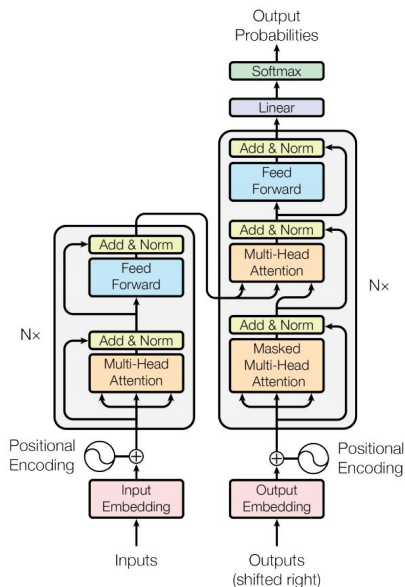 Output
Probabilities
Softmax
Linear
Add & Norm
Feed
Forward
Add & Norm
Multi-Head
Attention
Nx
Add & Norm
Masked
Multi-Head
Attention
Positional
Encoding
Output
Embedding
Outputs
(shifted right)
Add & Norm
Feed
Forward
Nx
Add & Norm
Multi-Head
Attention
Positional
Encoding
Input
Embedding
Inputs